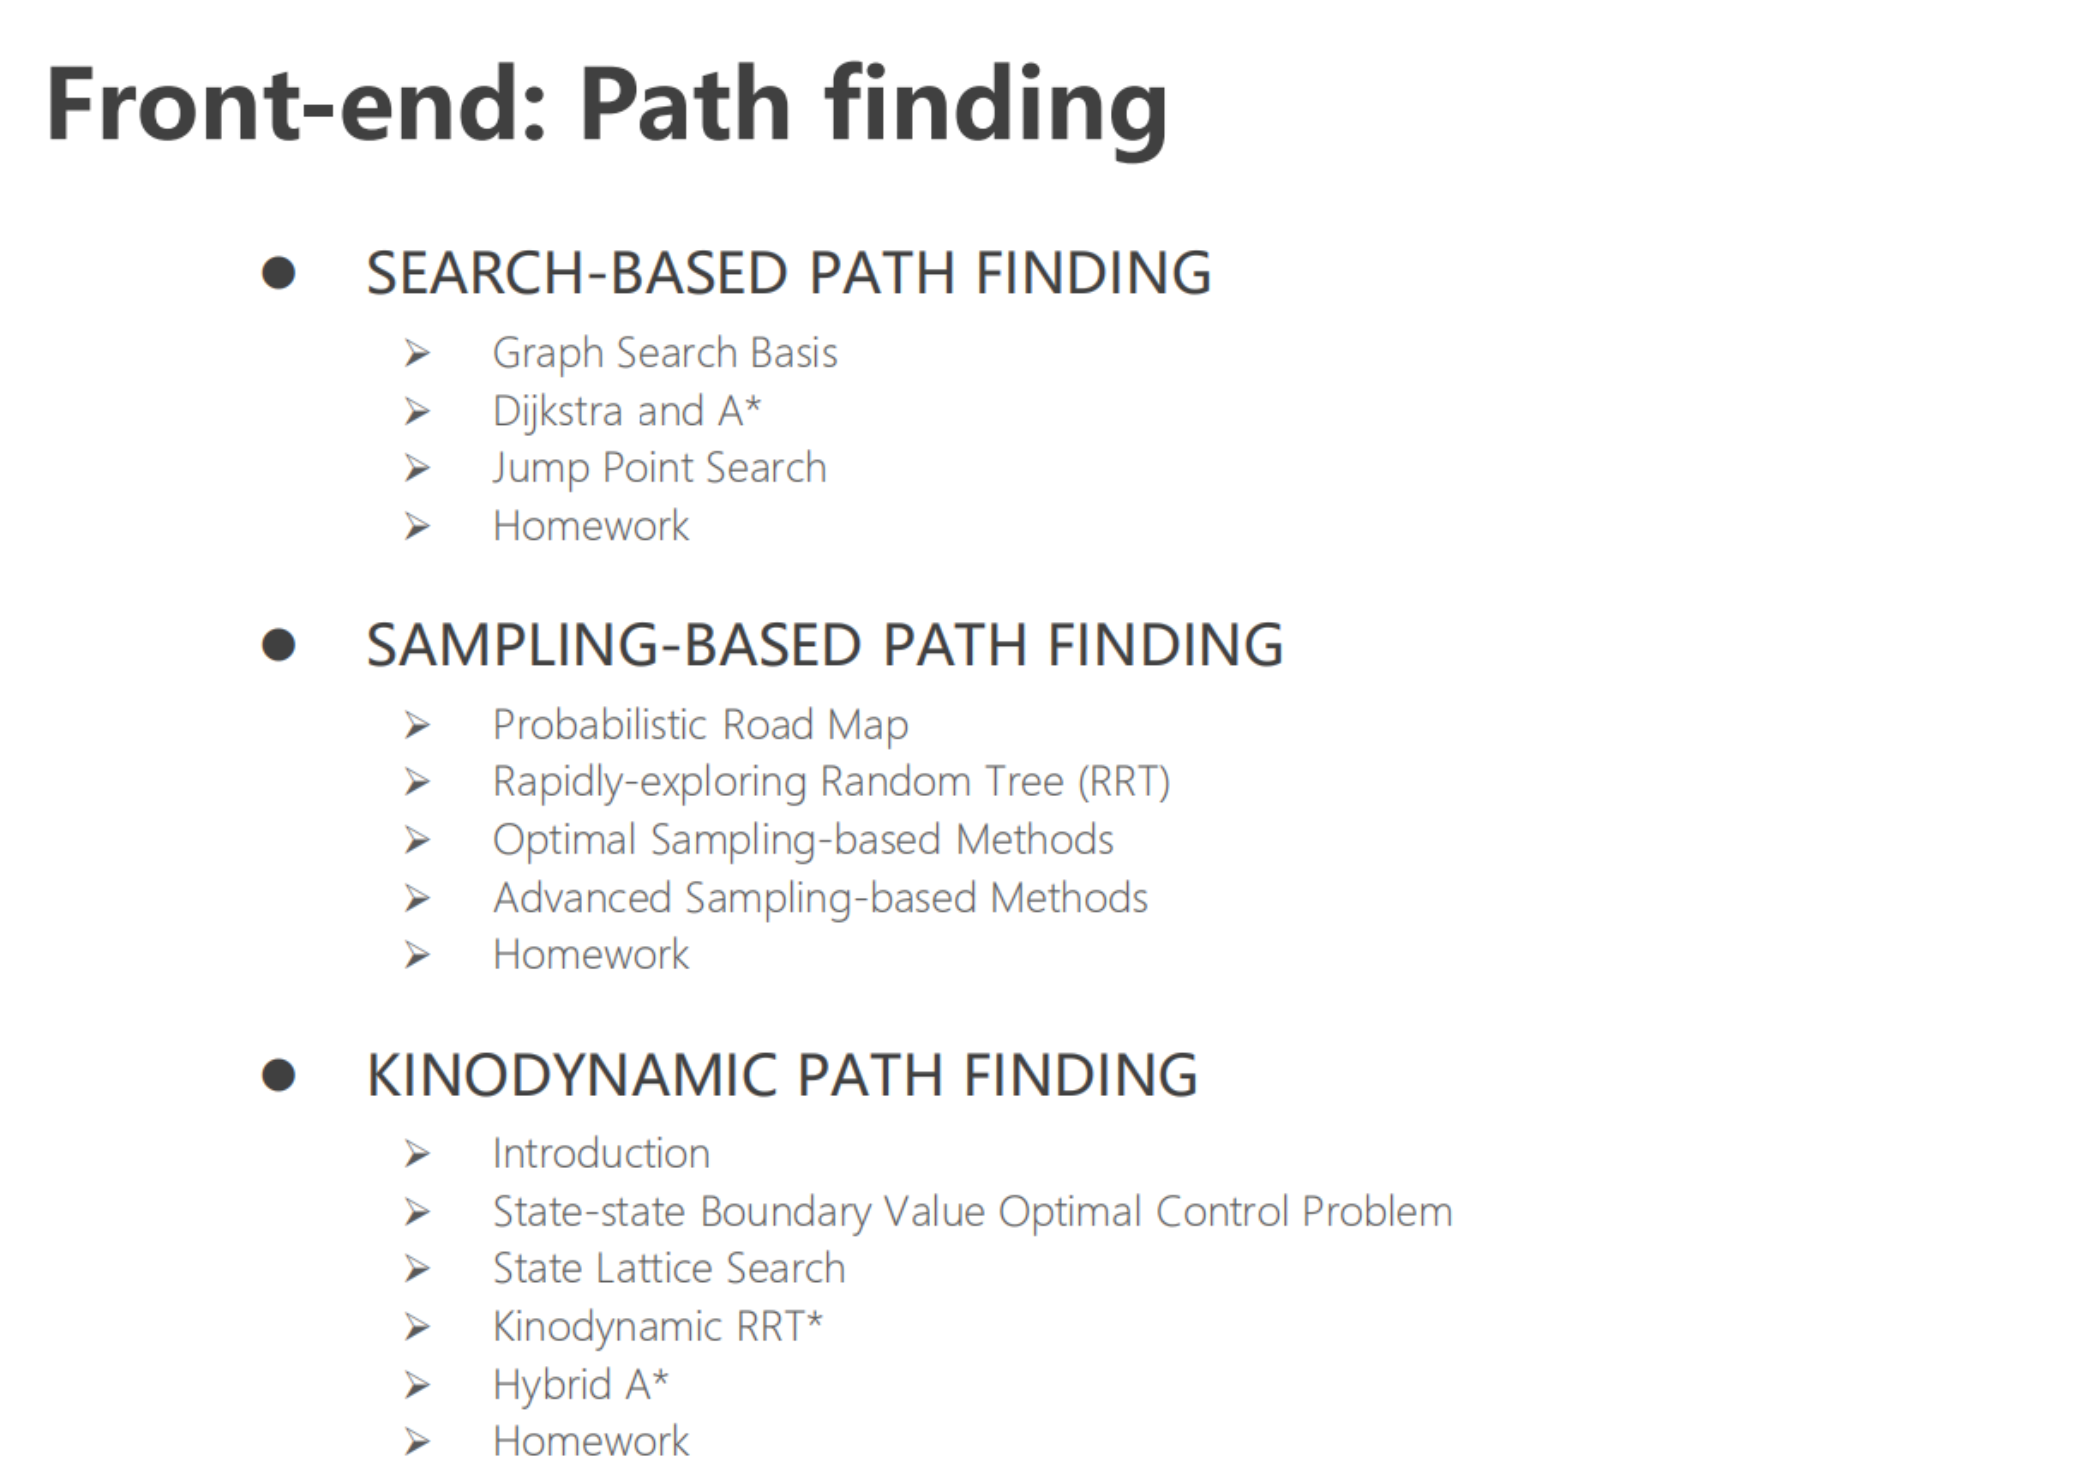 Front-end: Path finding
● SEARCH-BASED PATH FINDING
➢ Graph Search Basis
➢ Dijkstra and A*
➢ Jump Point Search
➢ Homework
● SAMPLING-BASED PATH FINDING
➢ Probabilistic Road Map
➢ Rapidly-exploring Random Tree (RRT)
➢ Optimal Sampling-based Methods
➢ Advanced Sampling-based Methods
➢ Homework
● KINODYNAMIC PATH FINDING
➢ Introduction
➢ State-state Boundary Value Optimal Control Problem
➢ State Lattice Search
➢ Kinodynamic RRT*
➢ Hybrid A*
➢ Homework